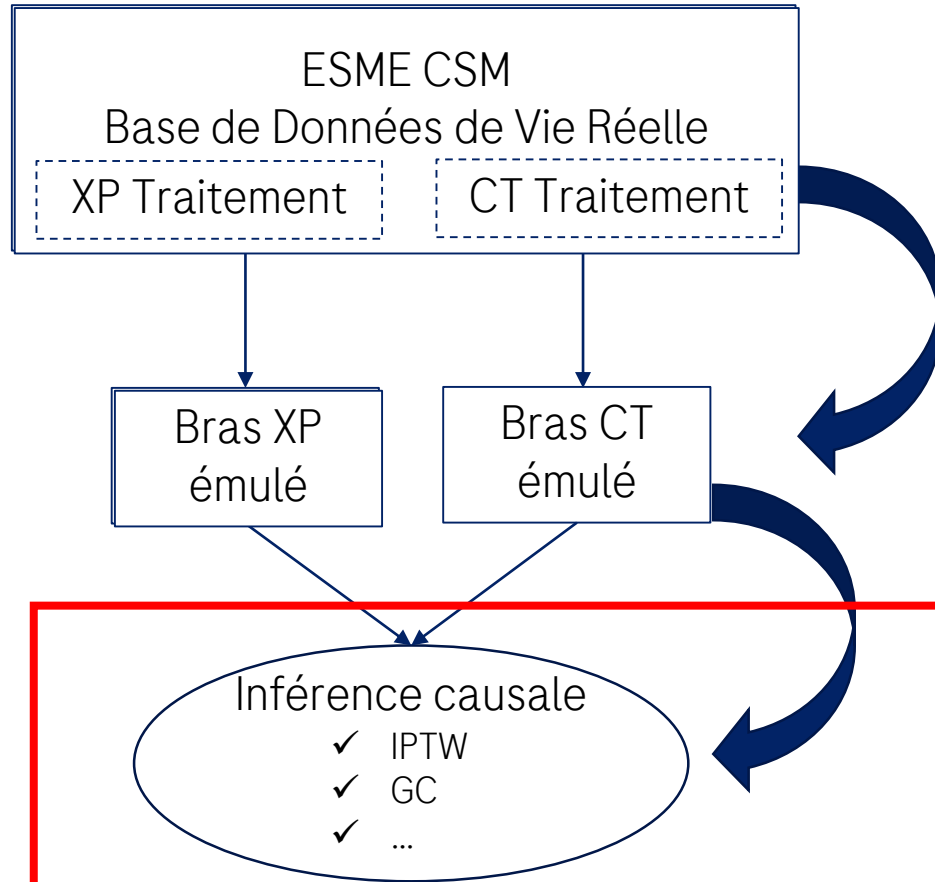 ESME CSM
Base de Données de Vie Réelle
XP Traitement
CT Traitement
Bras XP
émulé
Bras CT
émulé
Inférence causale
✓ IPTW
✓ GC
✓ ...